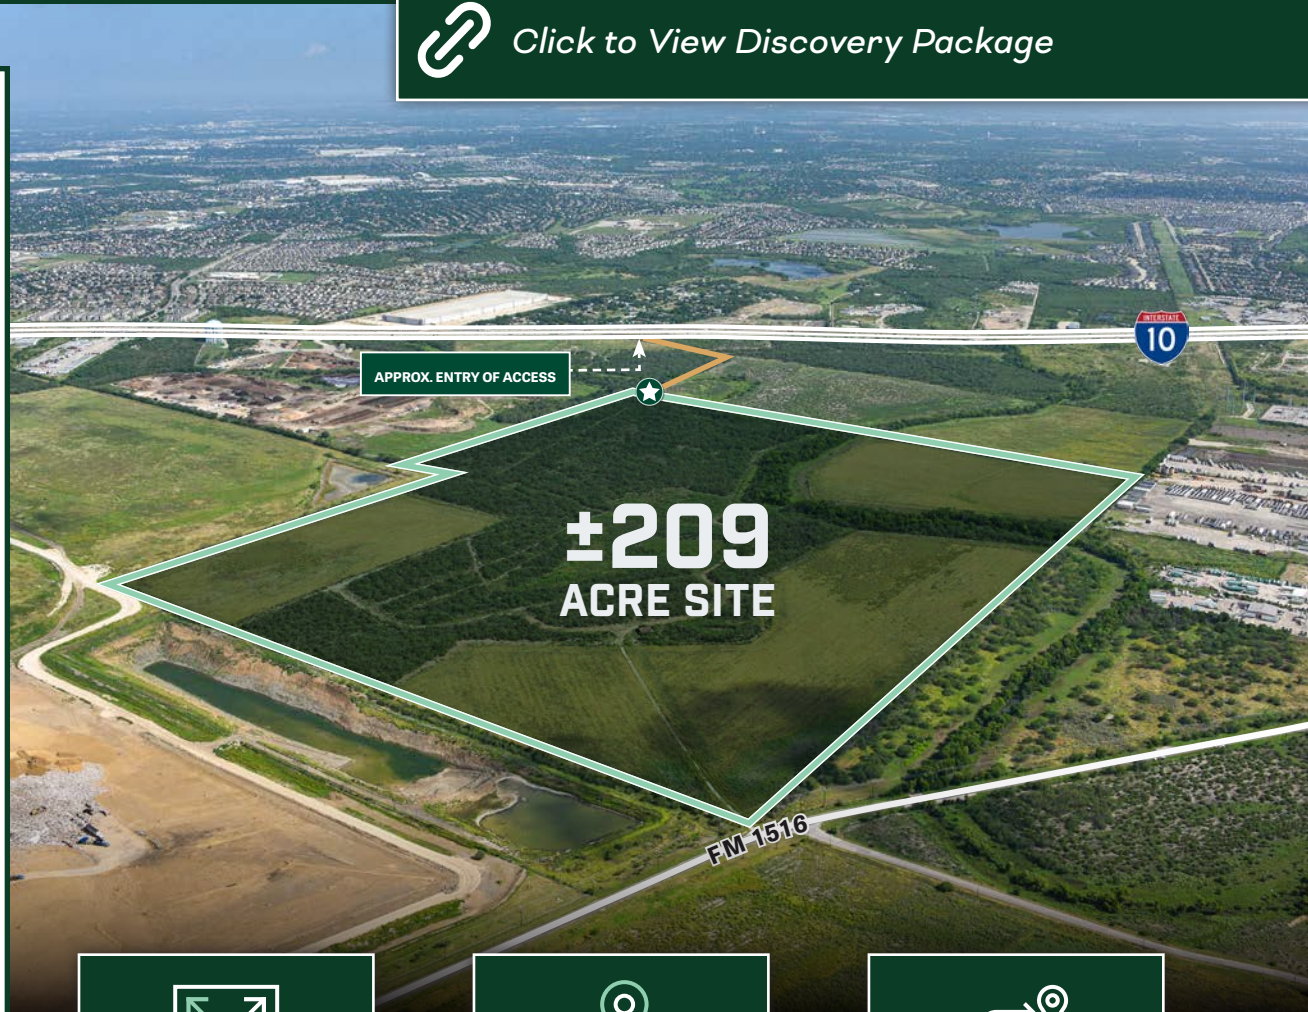 Click to View Discovery Package
INTERSTATE
10
APPROX. ENTRY OF ACCESS
±209
ACRE SITE
FM 1516